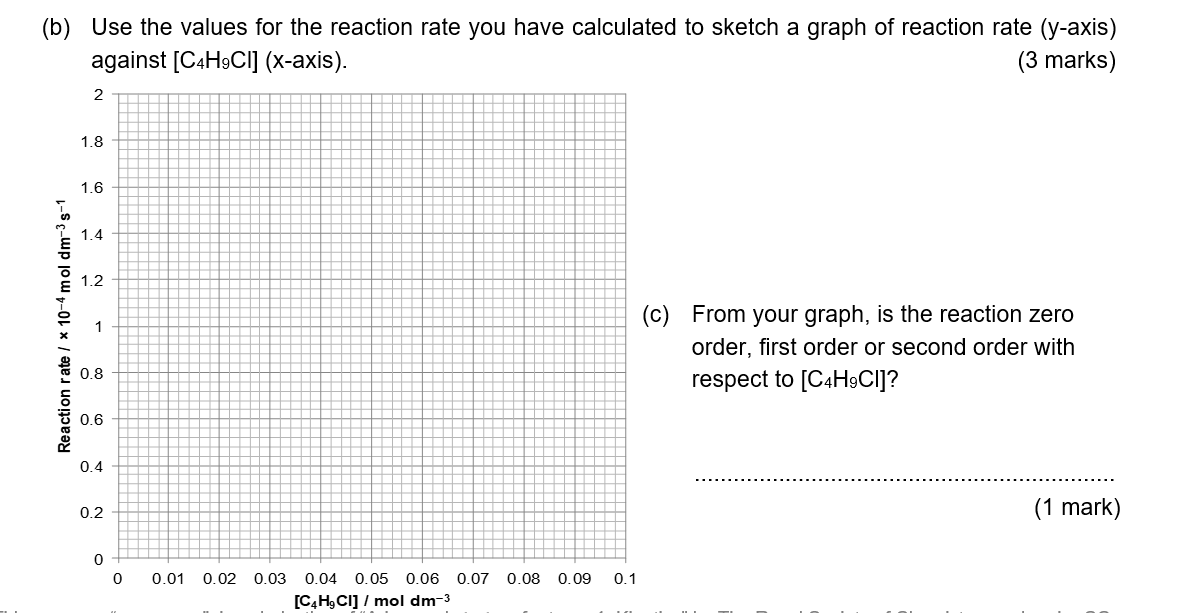 (b) Use the values for the reaction rate you have calculated to sketch a graph of reaction rate (y-axis)
against [C₄H₉Cl] (x-axis). (3 marks)
2
1.8
1.6
1.4
1.2
1
0.8
0.6
0.4
0.2
0
Reaction rate / × 10⁻⁴ mol dm⁻³ s⁻¹
0 0.01 0.02 0.03 0.04 0.05 0.06 0.07 0.08 0.09 0.1
[C₄H₉Cl] / mol dm⁻³
(c) From your graph, is the reaction zero
order, first order or second order with
respect to [C₄H₉Cl]?
....................................................................
(1 mark)